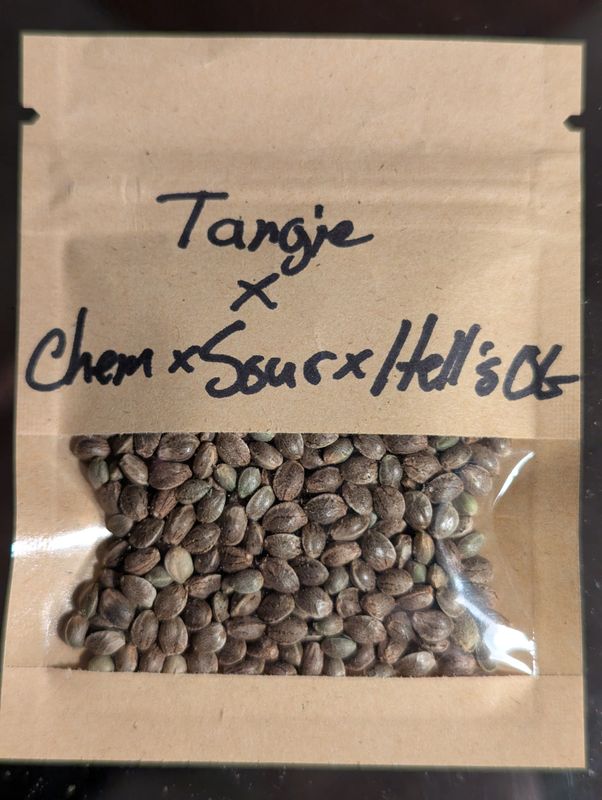 Tangie
x
Chem x Sour x Hell's OG